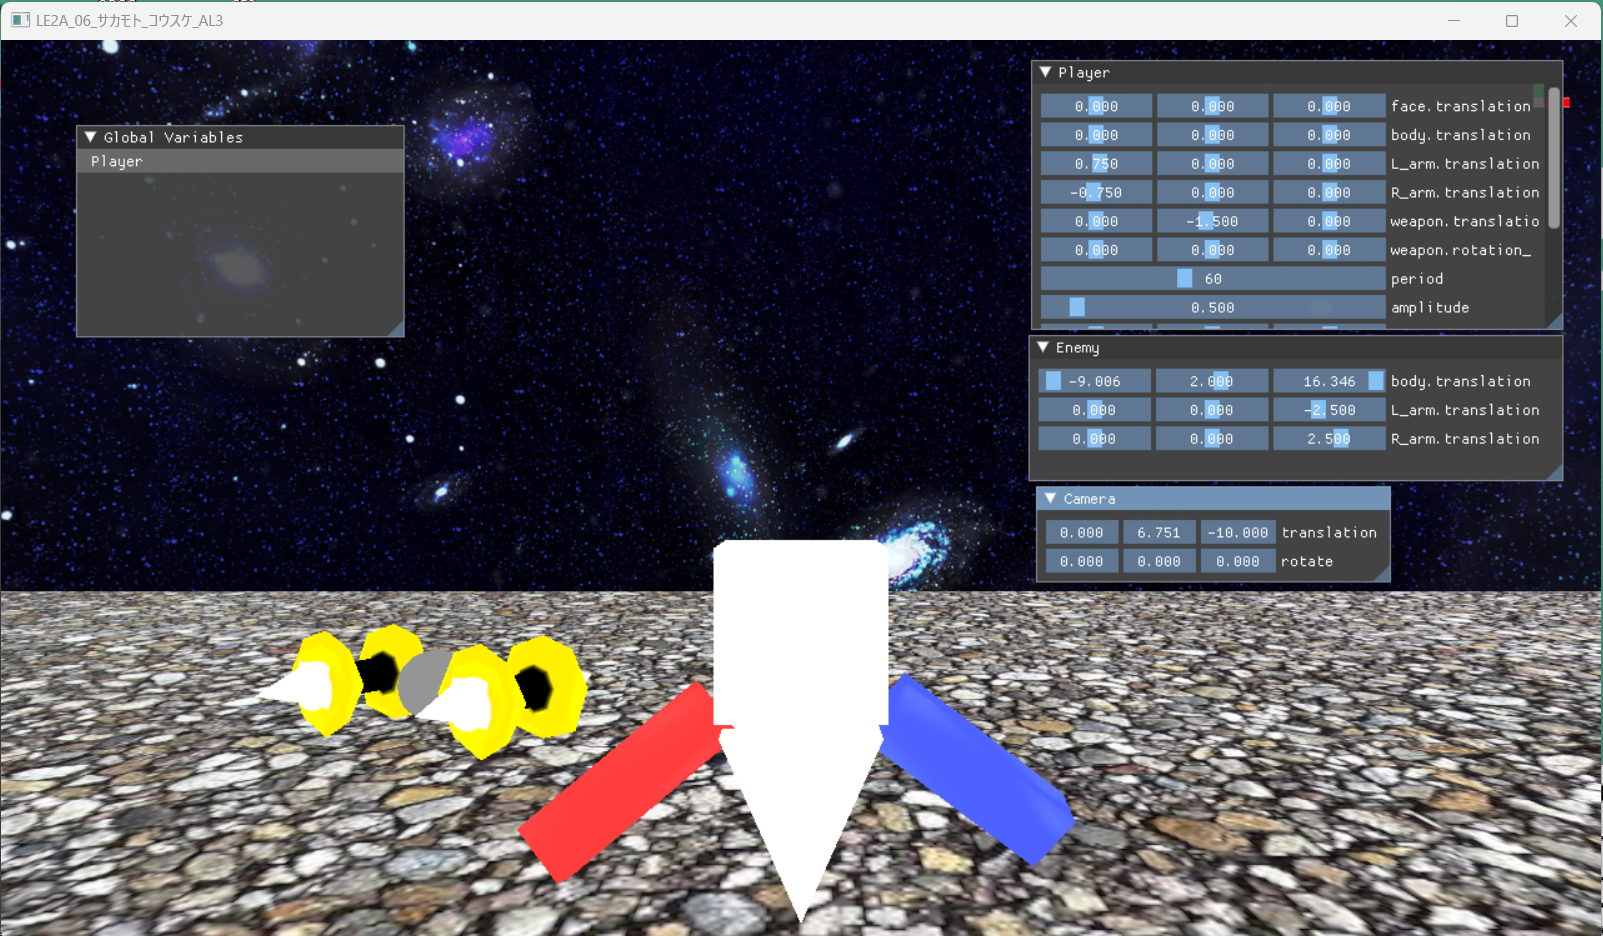 LE2A_06_サカモト_コウスケ_AL3
Global Variables
Player
Player
0.000 0.000 0.000 face.translation
0.000 0.000 0.000 body.translation
0.750 0.000 0.000 L_arm.translation
-0.750 0.000 0.000 R_arm.translation
0.000 -1.500 0.000 weapon.translatio
0.000 0.000 0.000 weapon.rotation_
60 period
0.500 amplitude
Enemy
-9.006 2.000 16.346 body.translation
0.000 0.000 -2.500 L_arm.translation
0.000 0.000 2.500 R_arm.translation
Camera
0.000 6.751 -10.000 translation
0.000 0.000 0.000 rotate